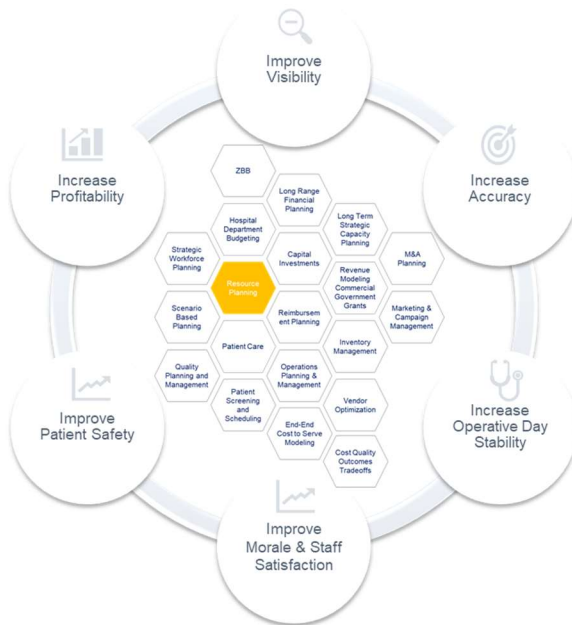 Improve
Visibility
Increase
Profitability
Increase
Accuracy
ZBB
Long Range
Financial
Planning
Hospital
Department
Budgeting
Long Term
Strategic
Capacity
Planning
Strategic
Workforce
Planning
Capital
Investments
M&A
Planning
Resource
Planning
Revenue
Modeling
Commercial
Government
Grants
Scenario
Based
Planning
Reimbursem
ent Planning
Marketing &
Campaign
Management
Patient Care
Inventory
Management
Quality
Planning and
Management
Operations
Planning &
Management
Patient
Screening
and
Scheduling
Vendor
Optimization
End-End
Cost to Serve
Modeling
Cost Quality
Outcomes
Tradeoffs
Improve
Patient Safety
Increase
Operative Day
Stability
Improve
Morale & Staff
Satisfaction